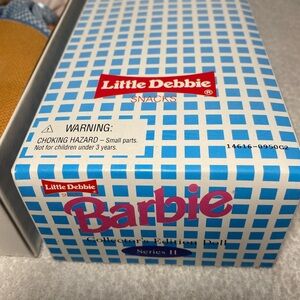 Little Debbie
®
SNACKS
WARNING:
CHOKING HAZARD – Small parts.
Not for children under 3 years.
14616-0950G2
Little Debbie
Barbie
Collector's Edition Doll
Series II